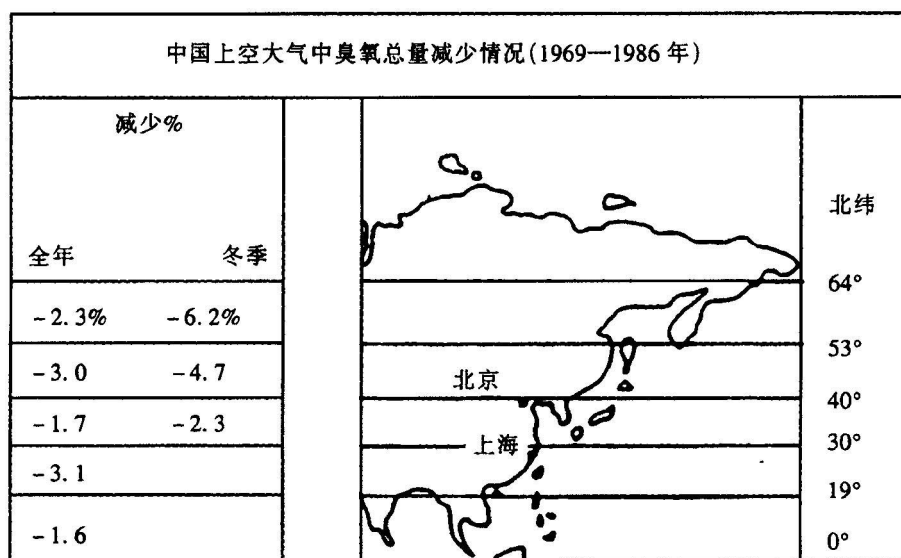 中国上空大气中臭氧总量减少情况(1969—1986年)
减少%
全年 冬季
北纬
64°
-2.3% -6.2%
53°
-3.0 -4.7
北京
40°
-1.7 -2.3
30°
上海
-3.1
19°
-1.6
0°